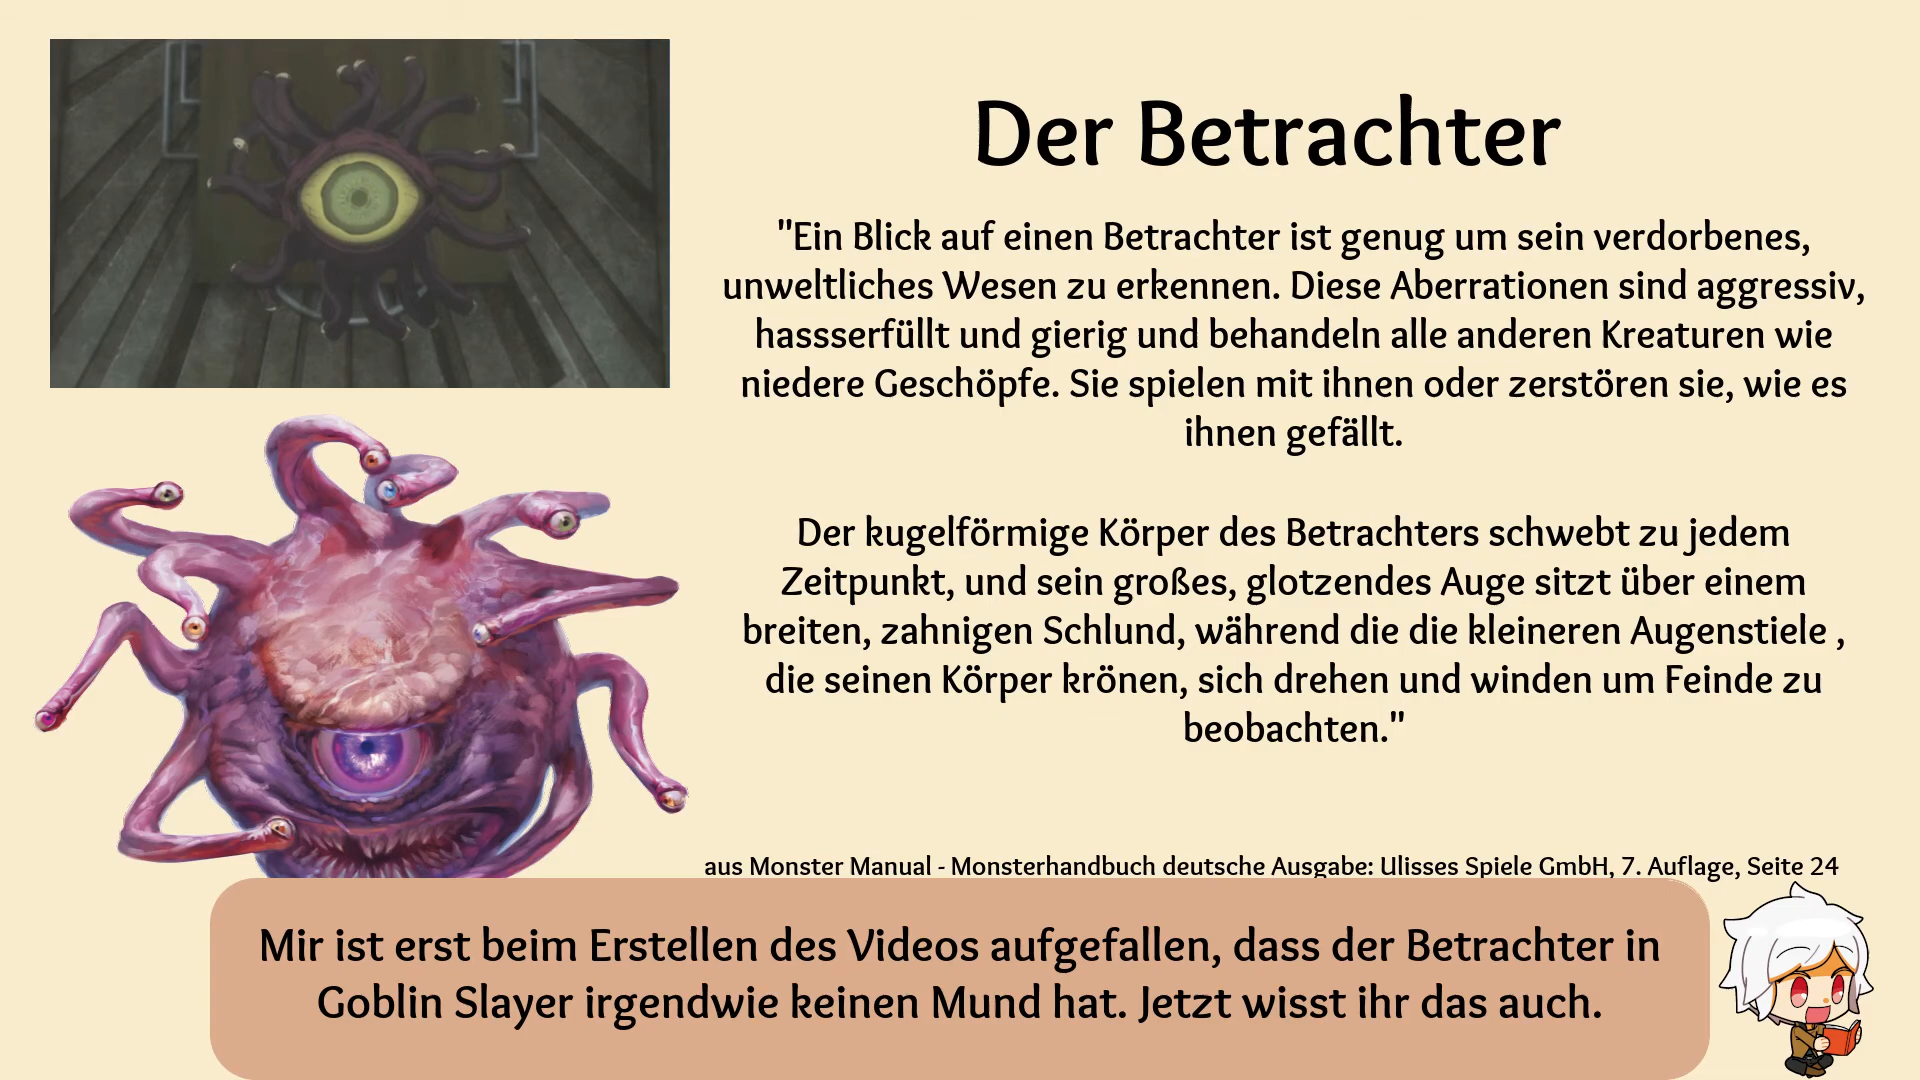 Der Betrachter
"Ein Blick auf einen Betrachter ist genug um sein verdorbenes,
unweltliches Wesen zu erkennen. Diese Aberrationen sind aggressiv,
hassserfüllt und gierig und behandeln alle anderen Kreaturen wie
niedere Geschöpfe. Sie spielen mit ihnen oder zerstören sie, wie es
ihnen gefällt.
Der kugelförmige Körper des Betrachters schwebt zu jedem
Zeitpunkt, und sein großes, glotzendes Auge sitzt über einem
breiten, zahnigen Schlund, während die die kleineren Augenstiele ,
die seinen Körper krönen, sich drehen und winden um Feinde zu
beobachten."
aus Monster Manual - Monsterhandbuch deutsche Ausgabe: Ulisses Spiele GmbH, 7. Auflage, Seite 24
Mir ist erst beim Erstellen des Videos aufgefallen, dass der Betrachter in
Goblin Slayer irgendwie keinen Mund hat. Jetzt wisst ihr das auch.